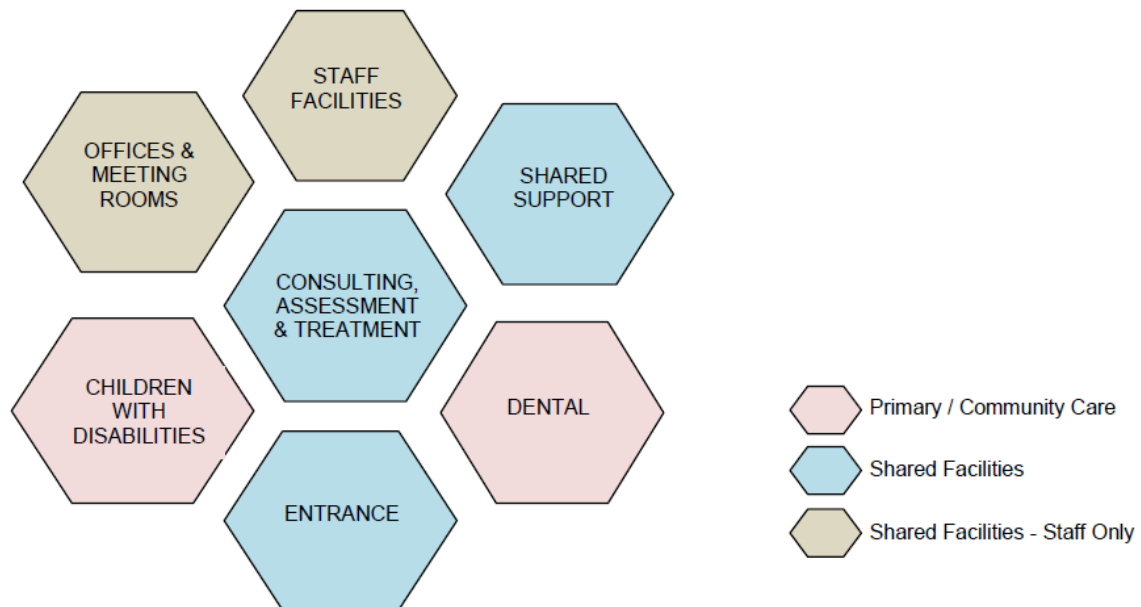 STAFF
FACILITIES
OFFICES &
MEETING
ROOMS
SHARED
SUPPORT
CONSULTING,
ASSESSMENT
& TREATMENT
CHILDREN
WITH
DISABILITIES
DENTAL
ENTRANCE
Primary / Community Care
Shared Facilities
Shared Facilities - Staff Only